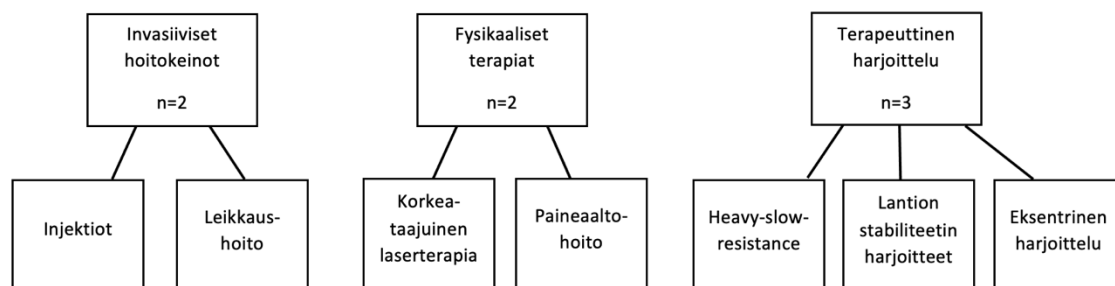 Invasiiviset
hoitokeinot
n=2
Fysikaaliset
terapiat
n=2
Terapeuttinen
harjoittelu
n=3
Injektiot
Leikkaus-
hoito
Korkea-
taajuinen
laserterapia
Paineaalto-
hoito
Heavy-slow-
resistance
Lantion
stabiliteetin
harjoitteet
Eksentrinen
harjoittelu